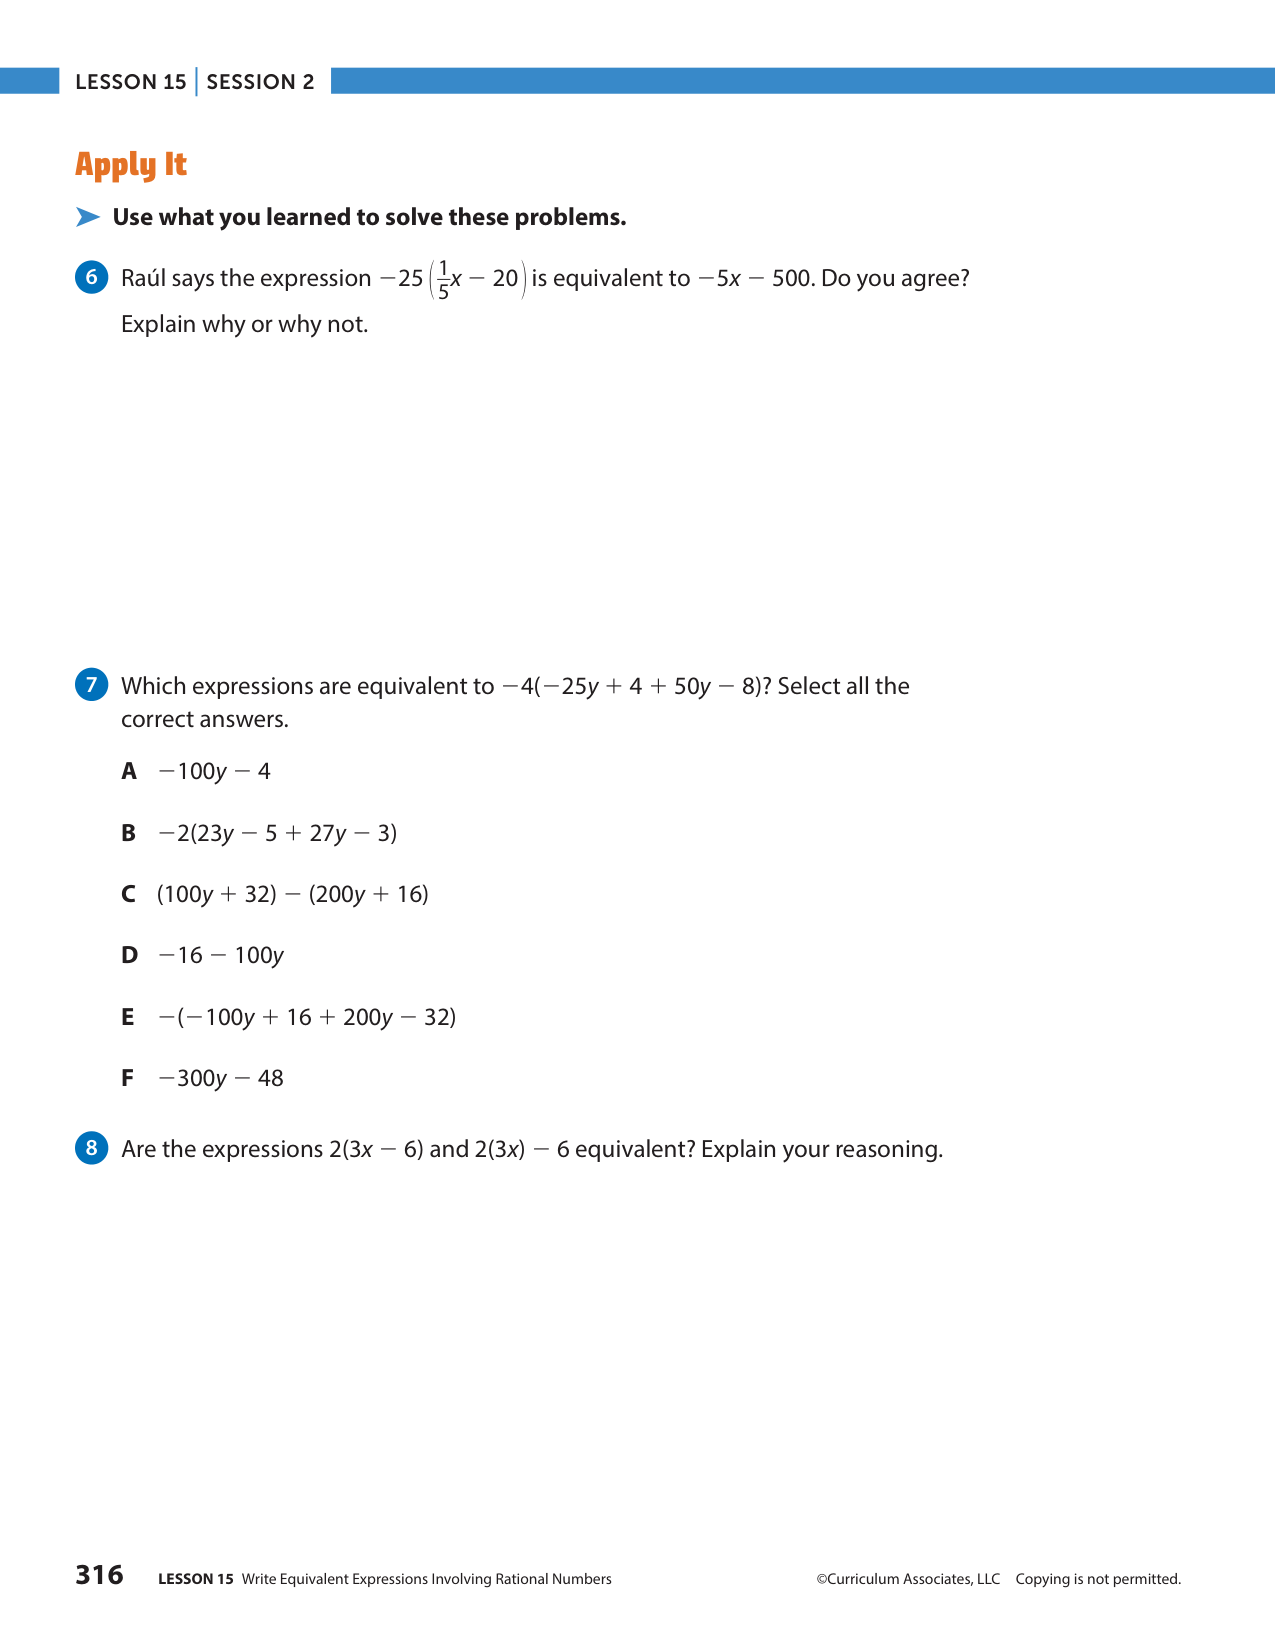 LESSON 15 | SESSION 2
Apply It
➤ Use what you learned to solve these problems.
6 Raúl says the expression −25(1/5x − 20) is equivalent to −5x − 500. Do you agree?
Explain why or why not.
7 Which expressions are equivalent to −4(−25y + 4 + 50y − 8)? Select all the
correct answers.
A −100y − 4
B −2(23y − 5 + 27y − 3)
C (100y + 32) − (200y + 16)
D −16 − 100y
E −(−100y + 16 + 200y − 32)
F −300y − 48
8 Are the expressions 2(3x − 6) and 2(3x) − 6 equivalent? Explain your reasoning.
316 LESSON 15 Write Equivalent Expressions Involving Rational Numbers ©Curriculum Associates, LLC Copying is not permitted.